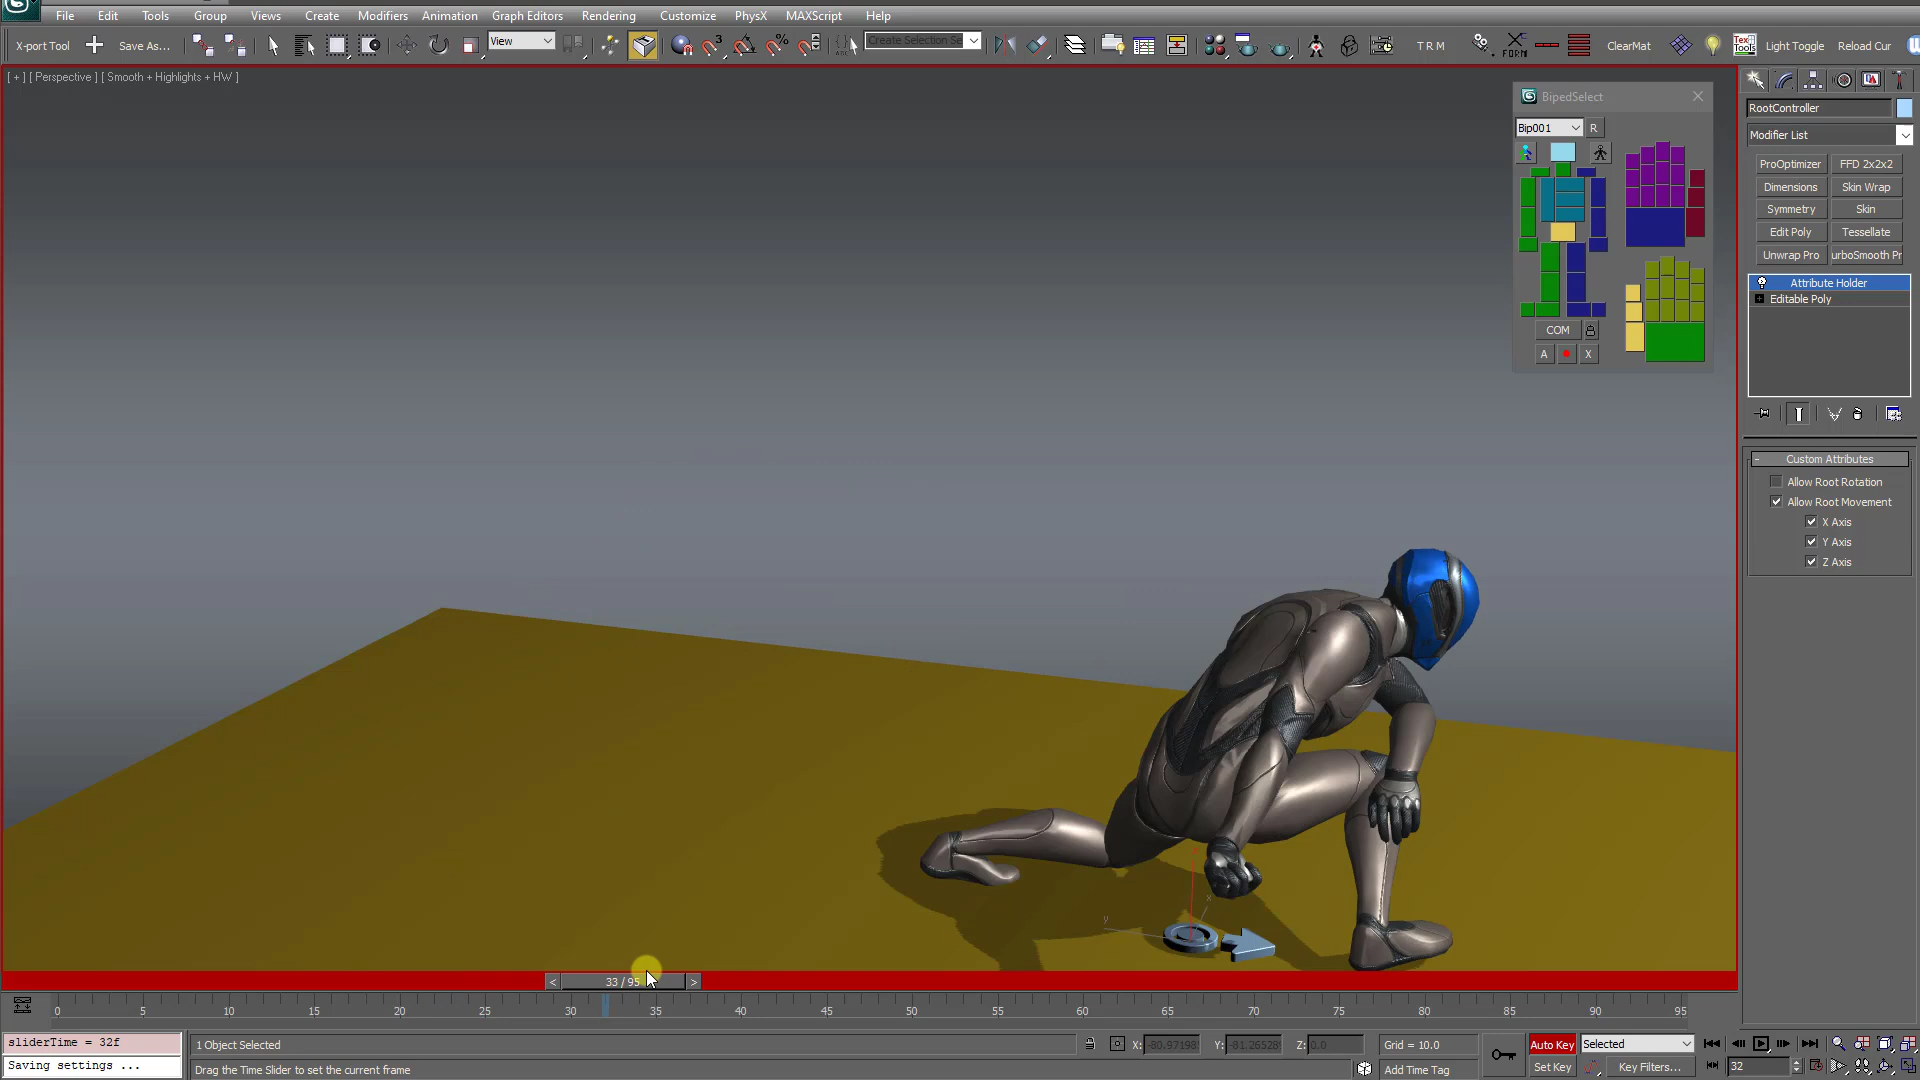 File Edit Tools Group Views Create Modifiers Animation Graph Editors Rendering Customize PhysX MAXScript Help
X-port Tool Save As... View T R M FORM ClearMat Tex Tools Light Toggle Reload Cur
[ + ] [ Perspective ] [ Smooth + Highlights + HW ]
BipedSelect
Bip001 R
COM
A X
RootController
Modifier List
ProOptimizer FFD 2x2x2
Dimensions Skin Wrap
Symmetry Skin
Edit Poly Tessellate
Unwrap Pro urboSmooth Pr
Attribute Holder
Editable Poly
Custom Attributes
Allow Root Rotation
Allow Root Movement
X Axis
Y Axis
Z Axis
y x
< 33 / 95 >
0 5 10 15 20 25 30 35 40 45 50 55 60 65 70 75 80 85 90 95
sliderTime = 32f
Saving settings ...
1 Object Selected
X: Y: Z: 0.0 Grid = 10.0
Drag the Time Slider to set the current frame
Add Time Tag
Auto Key Selected
Set Key Key Filters... 32